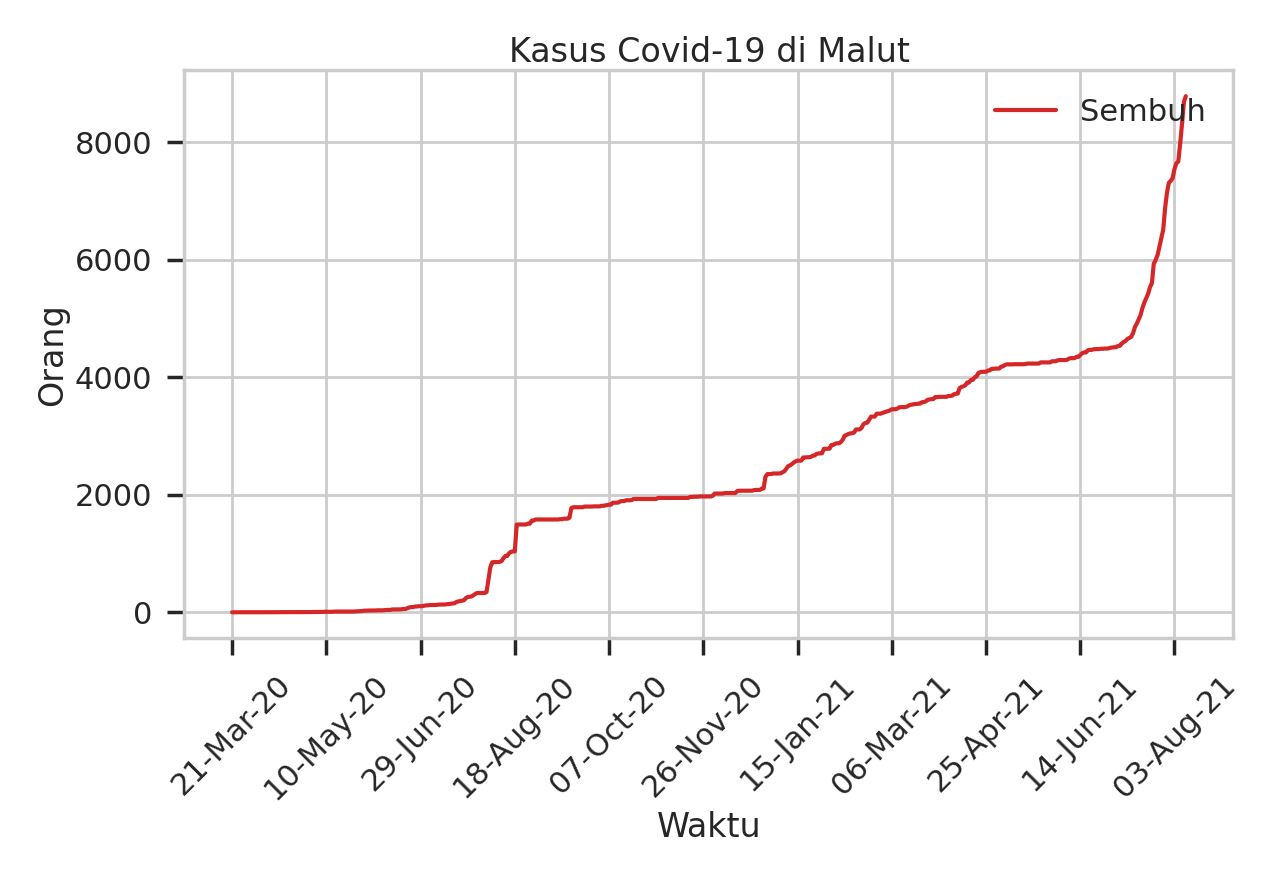 Kasus Covid-19 di Malut
Sembuh
8000
6000
4000
2000
0
Orang
21-Mar-20
10-May-20
29-Jun-20
18-Aug-20
07-Oct-20
26-Nov-20
15-Jan-21
06-Mar-21
25-Apr-21
14-Jun-21
03-Aug-21
Waktu